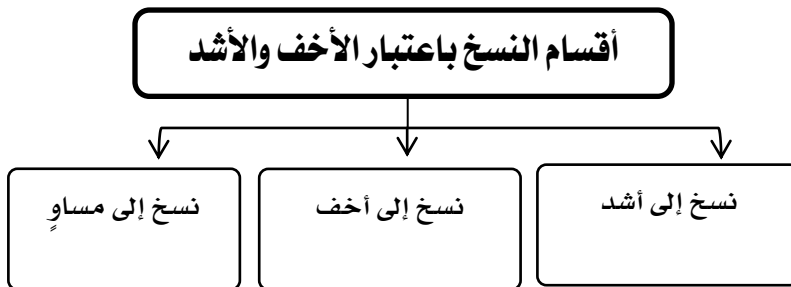 أقسام النسخ باعتبار الأخف والأشد
نسخ إلى أشد
نسخ إلى أخف
نسخ إلى مساوٍ